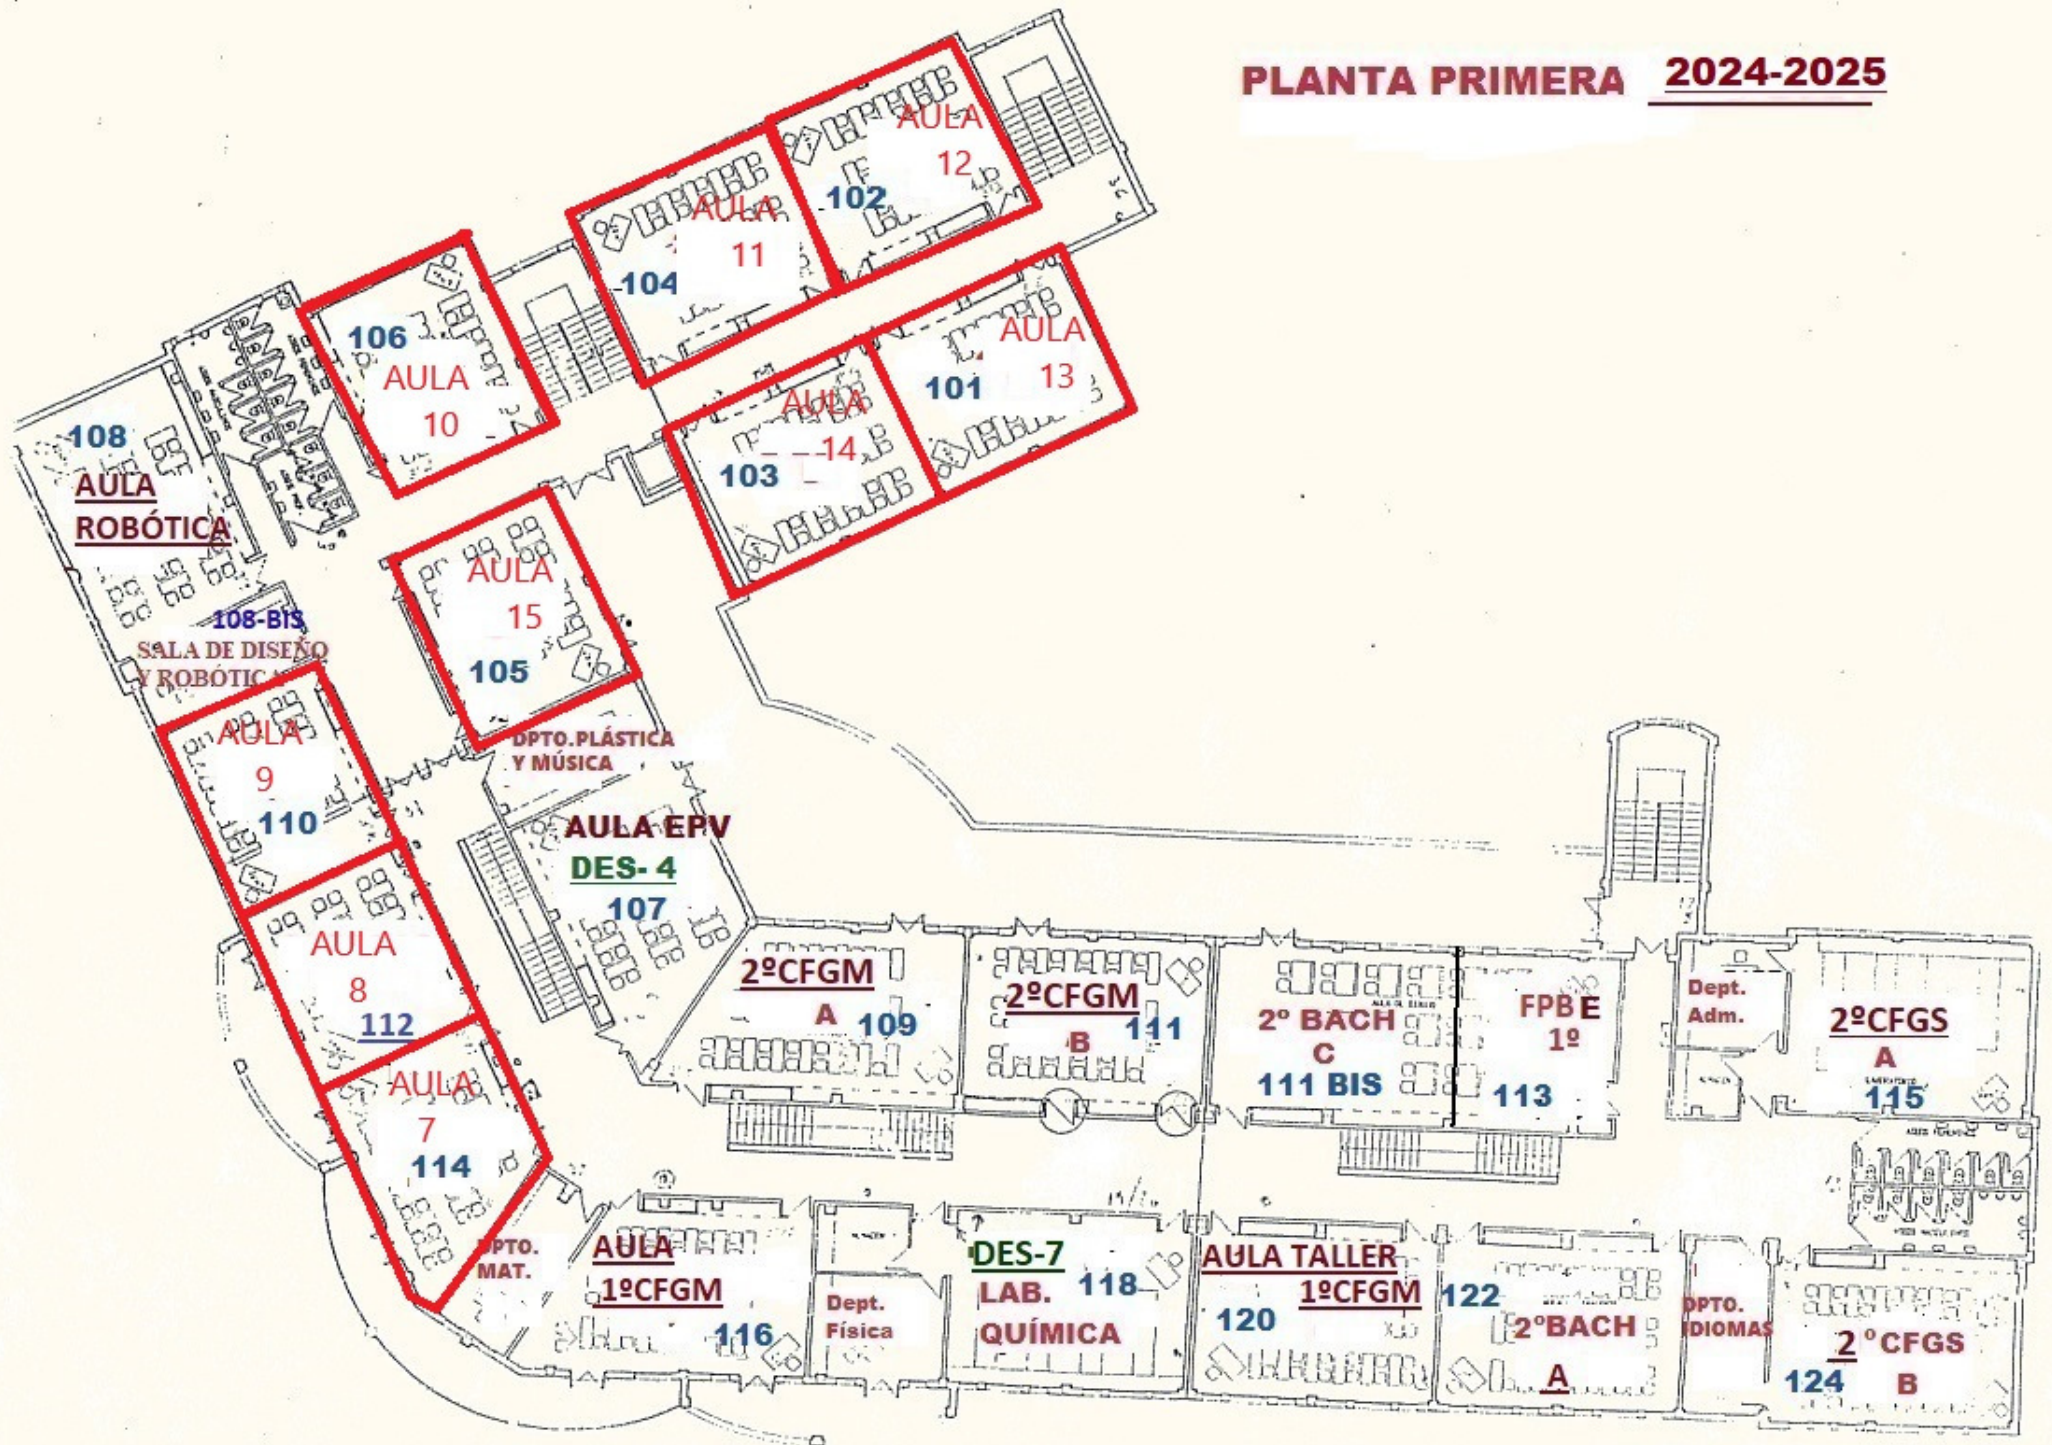 PLANTA PRIMERA 2024-2025
AULA
12
102
AULA
11
104
106
AULA
10
AULA
13
101
AULA
14
103
108
AULA
ROBÓTICA
AULA
15
105
108-BIS
SALA DE DISEÑO
Y ROBÓTICA
AULA
9
110
DPTO.PLÁSTICA
Y MÚSICA
AULA EPV
DES- 4
107
AULA
8
112
AULA
7
114
2ºCFGM
A 109
2ºCFGM
B 111
2º BACH
C
111 BIS
FPB E
1º
113
Dept.
Adm.
2ºCFGS
A
115
DPTO.
MAT.
AULA
1ºCFGM
116
Dept.
Física
DES-7
LAB. 118
QUÍMICA
AULA TALLER
1ºCFGM
120
122
2ºBACH
A
DPTO.
IDIOMAS
2ºCFGS
124 B